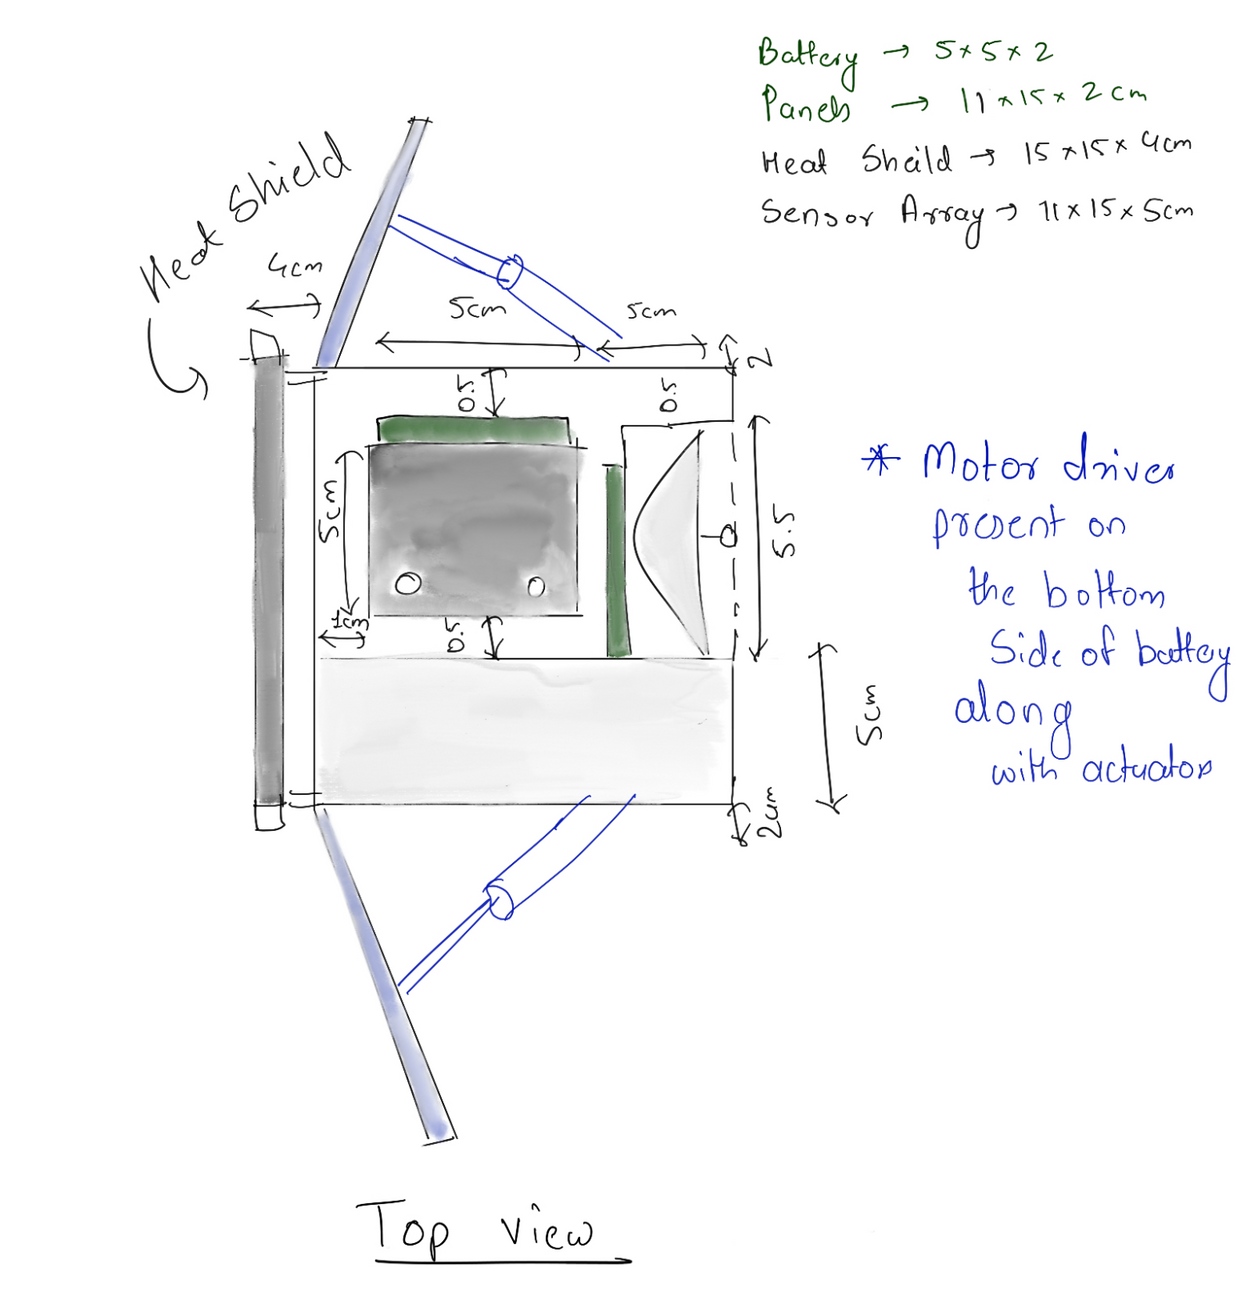 Battery → 5×5×2
Panels → 11×15×2cm
Heat Sheild → 15×15×4cm
Sensor Array → 11×15×5cm
Heat Shield
4cm
5cm
5cm
2
0.5
0.5
5cm
5.5
1cm
0.5
5cm
2cm
* Motor driver
present on
the bottom
Side of battery
along
with actuator
Top view